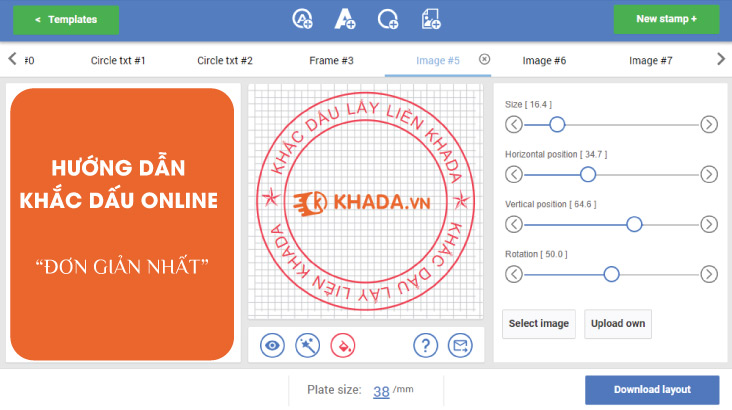 < Templates
New stamp +
#0
Circle txt #1
Circle txt #2
Frame #3
Image #5
Image #6
Image #7
HƯỚNG DẪN
KHẮC DẤU ONLINE
“ĐƠN GIẢN NHẤT”
KHẮC DẤU LẤY LIỀN KHADA
KHADA.VN
KHẮC DẤU LẤY LIỀN KHADA
Size [ 16.4 ]
Horizontal position [ 34.7 ]
Vertical position [ 64.6 ]
Rotation [ 50.0 ]
Select image
Upload own
Plate size: 38 /mm
Download layout